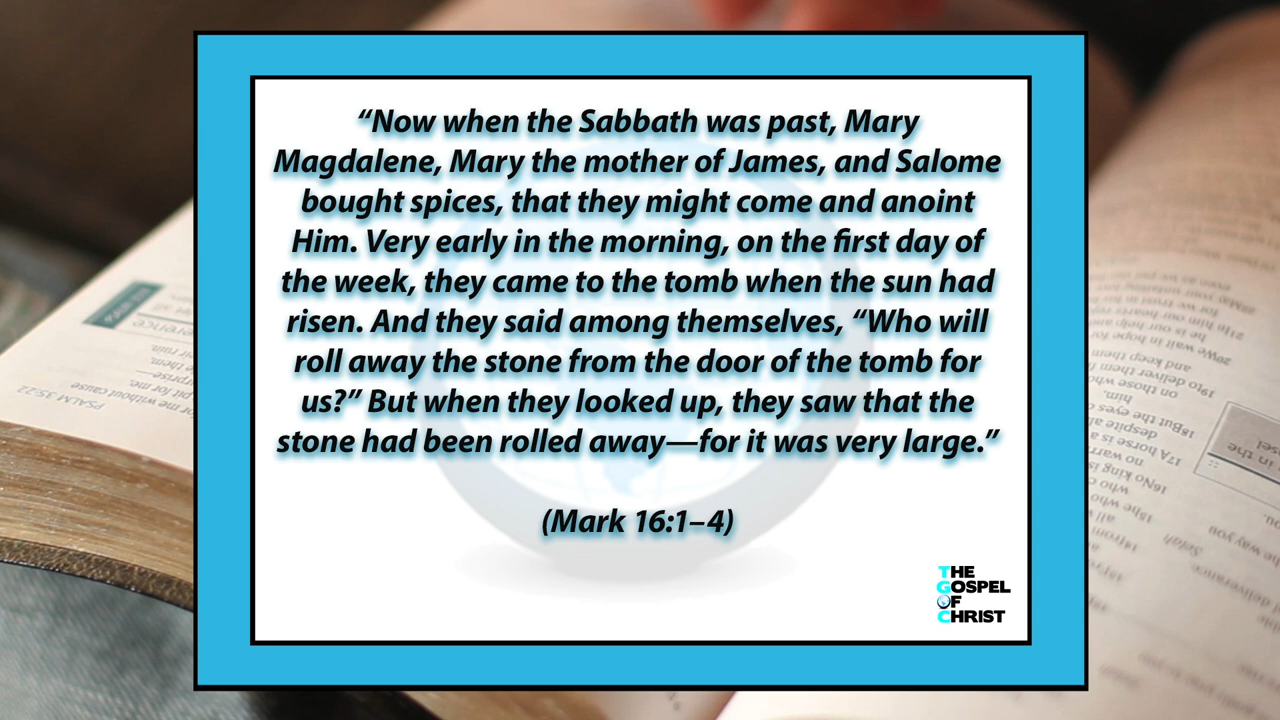 “Now when the Sabbath was past, Mary
Magdalene, Mary the mother of James, and Salome
bought spices, that they might come and anoint
Him. Very early in the morning, on the first day of
the week, they came to the tomb when the sun had
risen. And they said among themselves, “Who will
roll away the stone from the door of the tomb for
us?” But when they looked up, they saw that the
stone had been rolled away—for it was very large.”
(Mark 16:1–4)
THE
GOSPEL
OF
CHRIST
PSALM 35:22